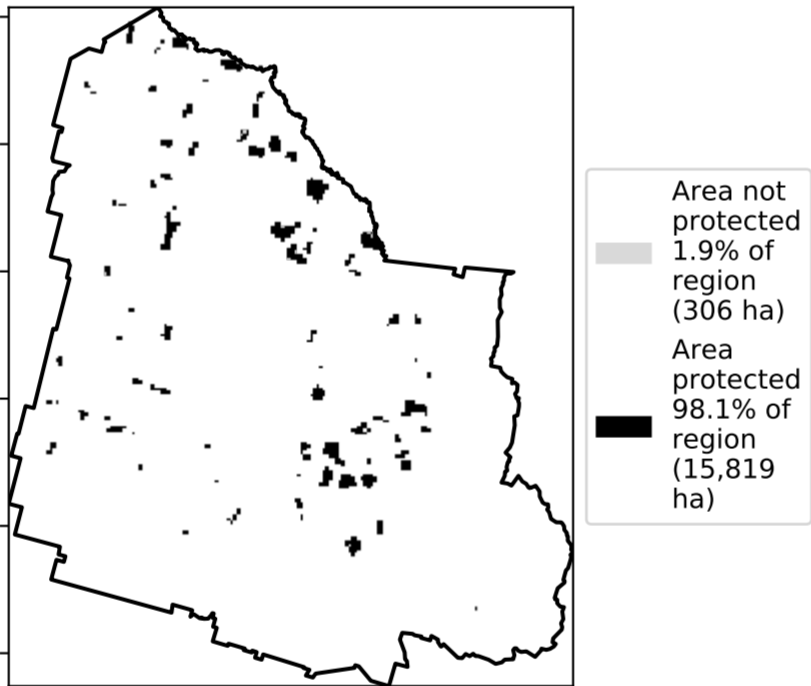 Area not
protected
1.9% of
region
(306 ha)
Area
protected
98.1% of
region
(15,819
ha)